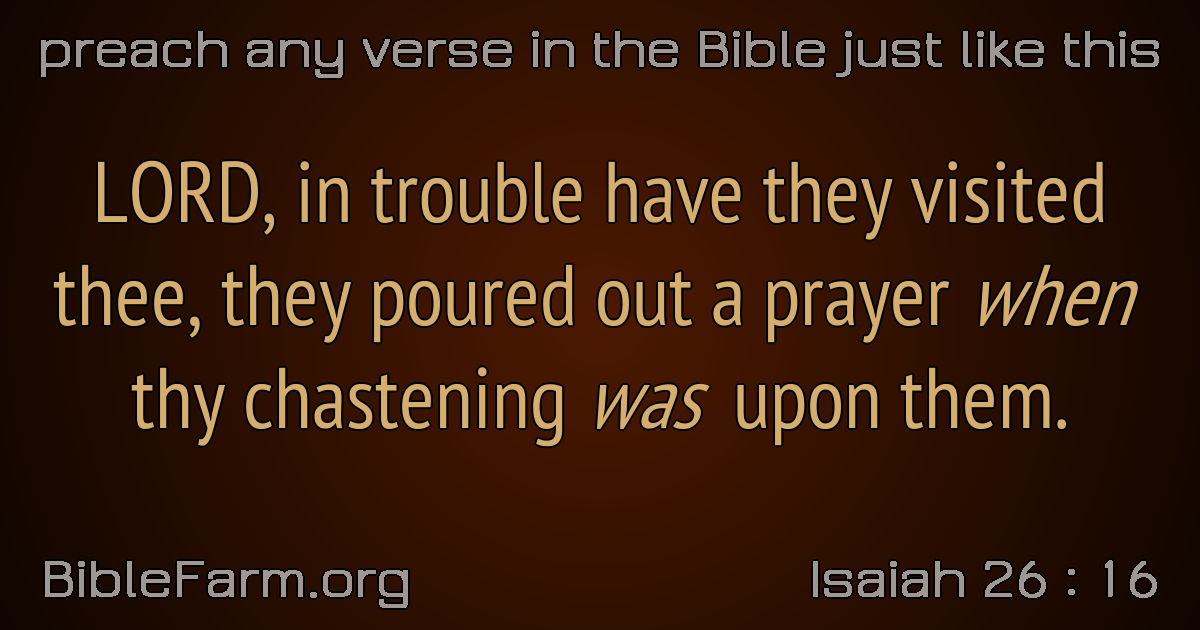 preach any verse in the Bible just like this
LORD, in trouble have they visited
thee, they poured out a prayer when
thy chastening was upon them.
BibleFarm.org
Isaiah 26 : 16